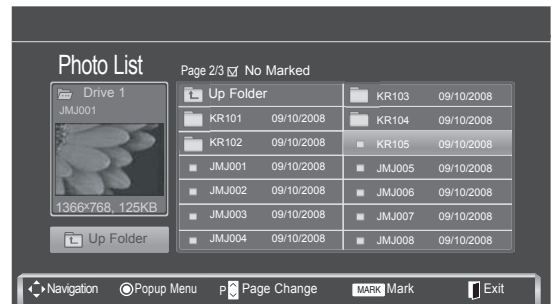 Photo List
Page 2/3 ☑ No Marked
Drive 1
JMJ001
1366x768, 125KB
Up Folder
Up Folder
KR101 09/10/2008
KR102 09/10/2008
JMJ001 09/10/2008
JMJ002 09/10/2008
JMJ003 09/10/2008
JMJ004 09/10/2008
KR103 09/10/2008
KR104 09/10/2008
KR105 09/10/2008
JMJ005 09/10/2008
JMJ006 09/10/2008
JMJ007 09/10/2008
JMJ008 09/10/2008
Navigation Popup Menu P Page Change MARK Mark Exit